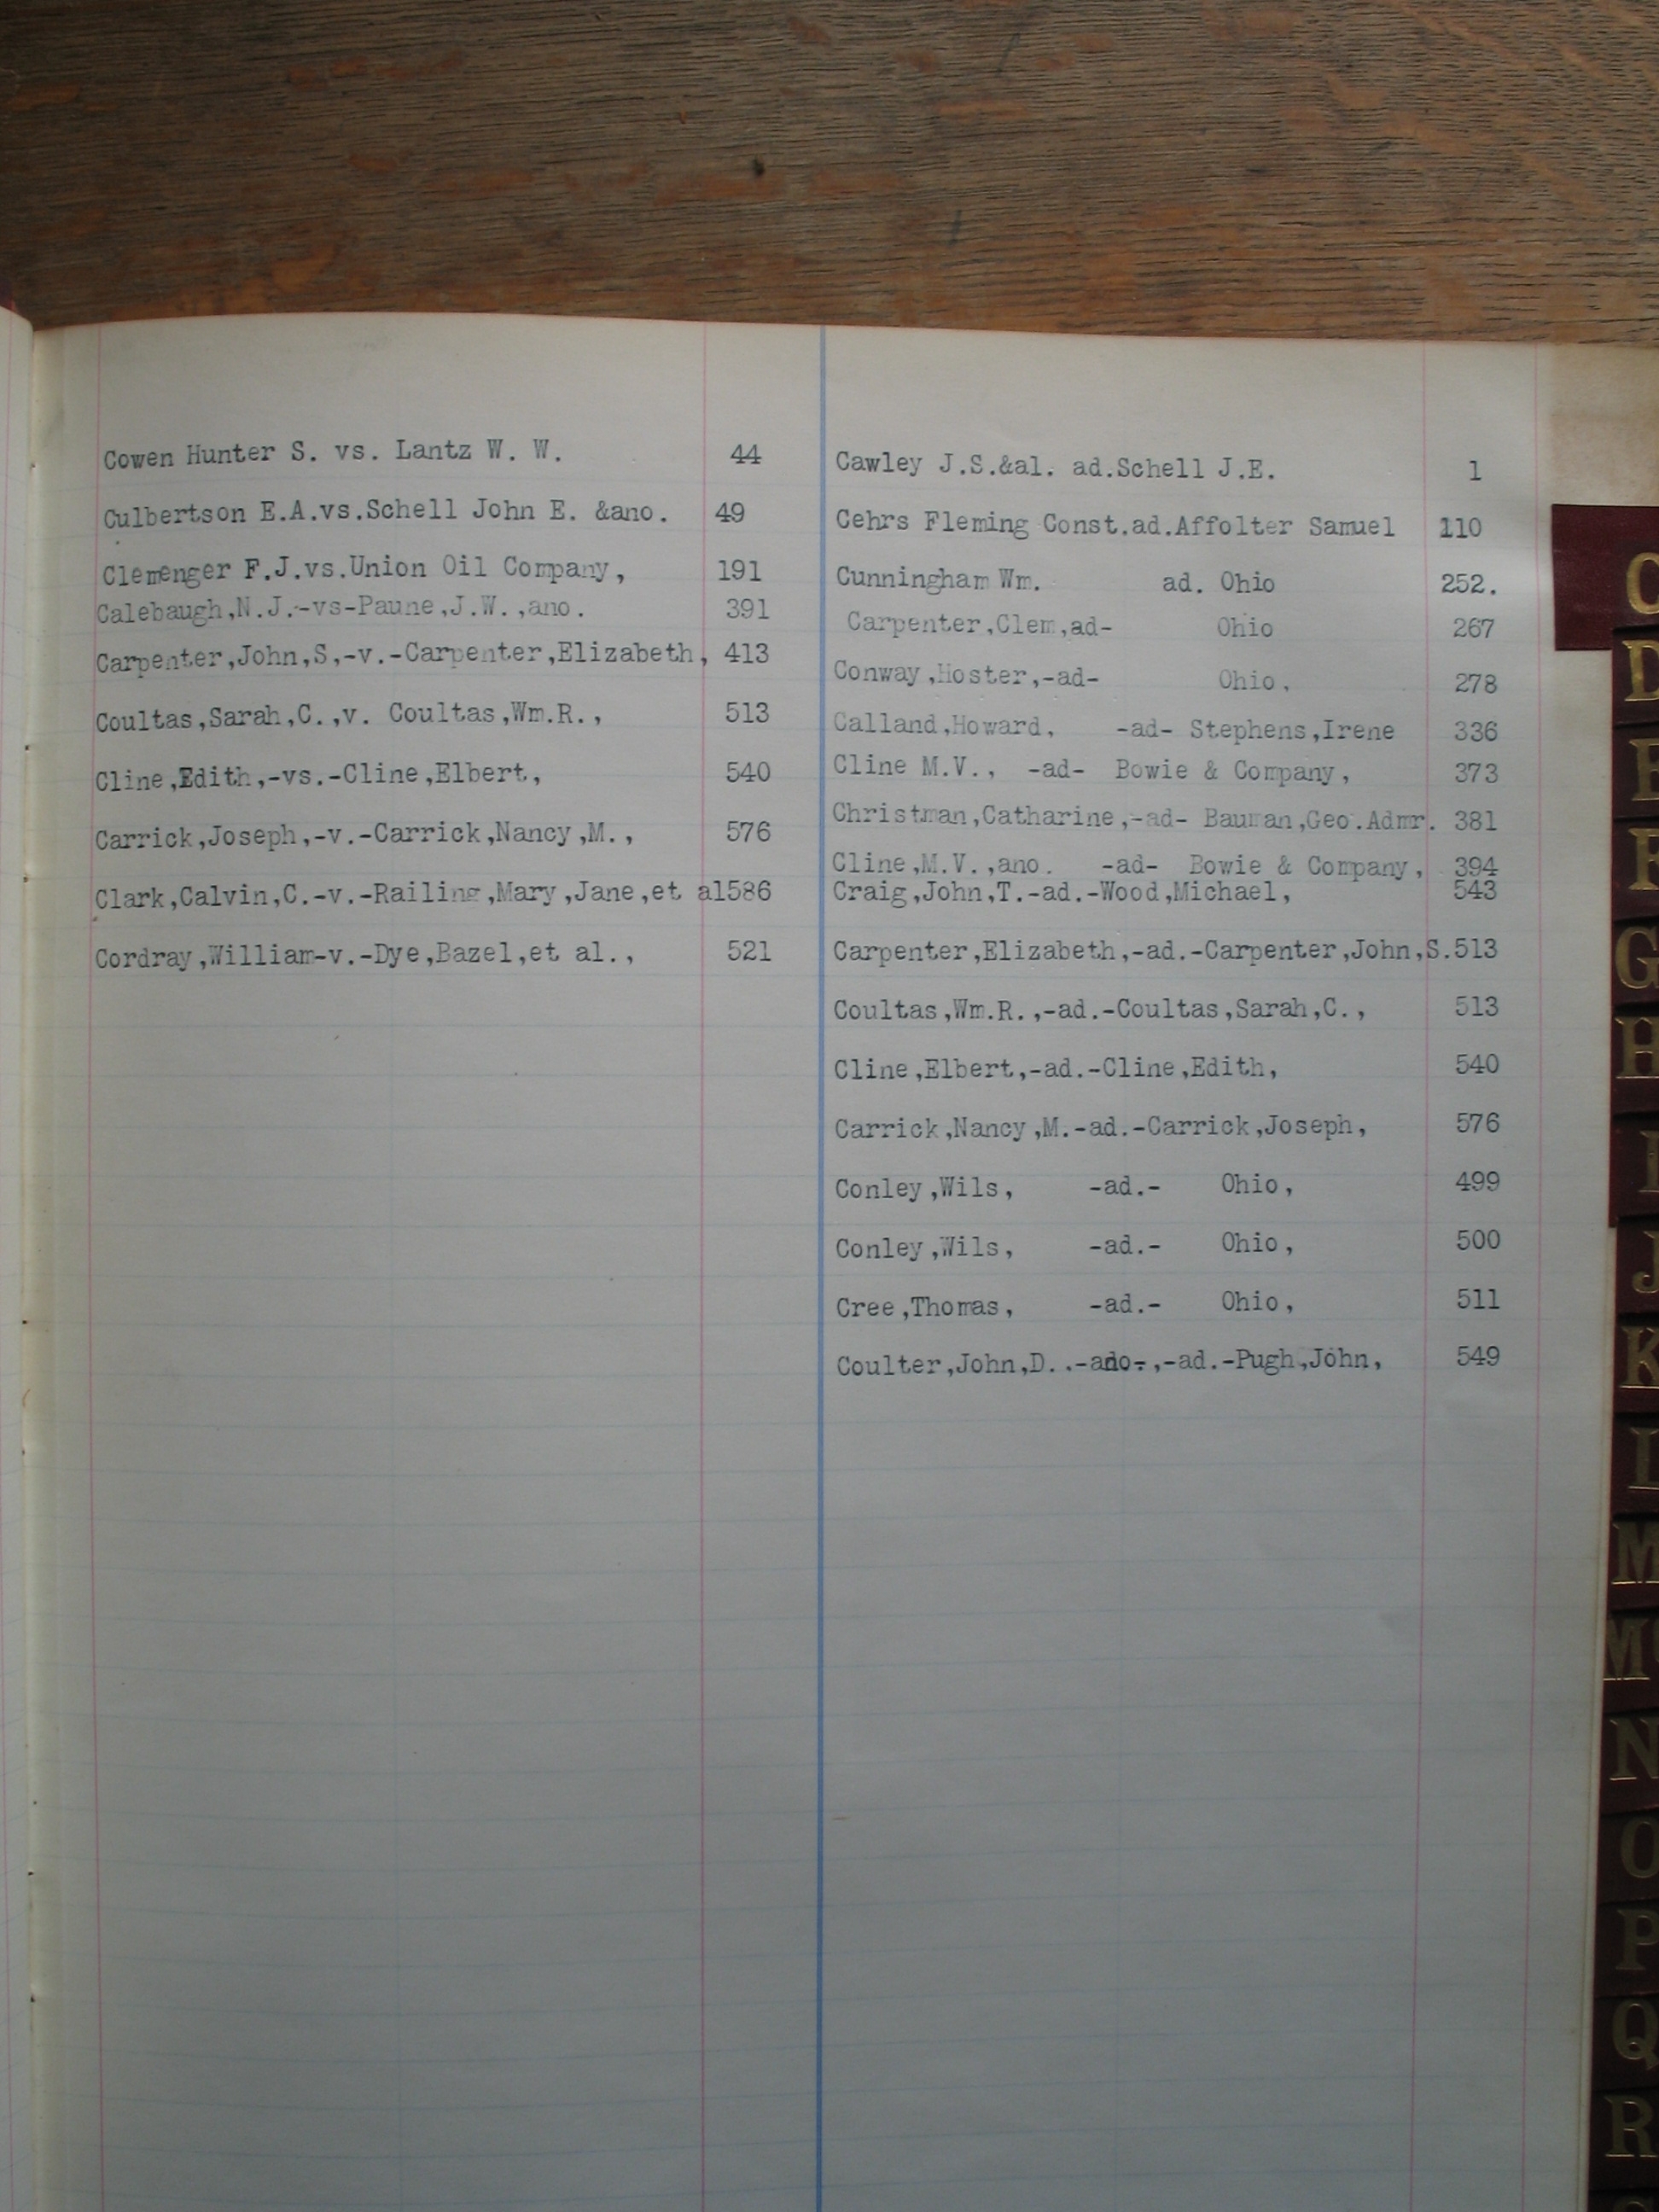 Cowen Hunter S. vs. Lantz W. W. 44
Culbertson E.A.vs.Schell John E. &ano. 49
Clemenger F.J.vs.Union Oil Company, 191
Calebaugh,N.J.-vs-Paune,J.W.,ano. 391
Carpenter,John,S,-v.-Carpenter,Elizabeth, 413
Coultas,Sarah,C.,v. Coultas,Wm.R., 513
Cline,Edith,-vs.-Cline,Elbert, 540
Carrick,Joseph,-v.-Carrick,Nancy,M., 576
Clark,Calvin,C.-v.-Railing,Mary,Jane,et al586
Cordray,William-v.-Dye,Bazel,et al., 521
Cawley J.S.&al. ad.Schell J.E. 1
Cehrs Fleming Const.ad.Affolter Samuel 110
Cunningham Wm. ad. Ohio 252.
Carpenter,Clem,ad- Ohio 267
Conway,Hoster,-ad- Ohio, 278
Calland,Howard, -ad- Stephens,Irene 336
Cline M.V., -ad- Bowie & Company, 373
Christman,Catharine,-ad- Bauman,Geo.Admr. 381
Cline,M.V.,ano. -ad- Bowie & Company, 394
Craig,John,T.-ad.-Wood,Michael, 543
Carpenter,Elizabeth,-ad.-Carpenter,John,S.513
Coultas,Wm.R.,-ad.-Coultas,Sarah,C., 513
Cline,Elbert,-ad.-Cline,Edith, 540
Carrick,Nancy,M.-ad.-Carrick,Joseph, 576
Conley,Wils, -ad.- Ohio, 499
Conley,Wils, -ad.- Ohio, 500
Cree,Thomas, -ad.- Ohio, 511
Coulter,John,D..-ano-,-ad.-Pugh,John, 549
C
D
E
F
G
H
I
J
K
L
M
Mc
N
O
P
Q
R